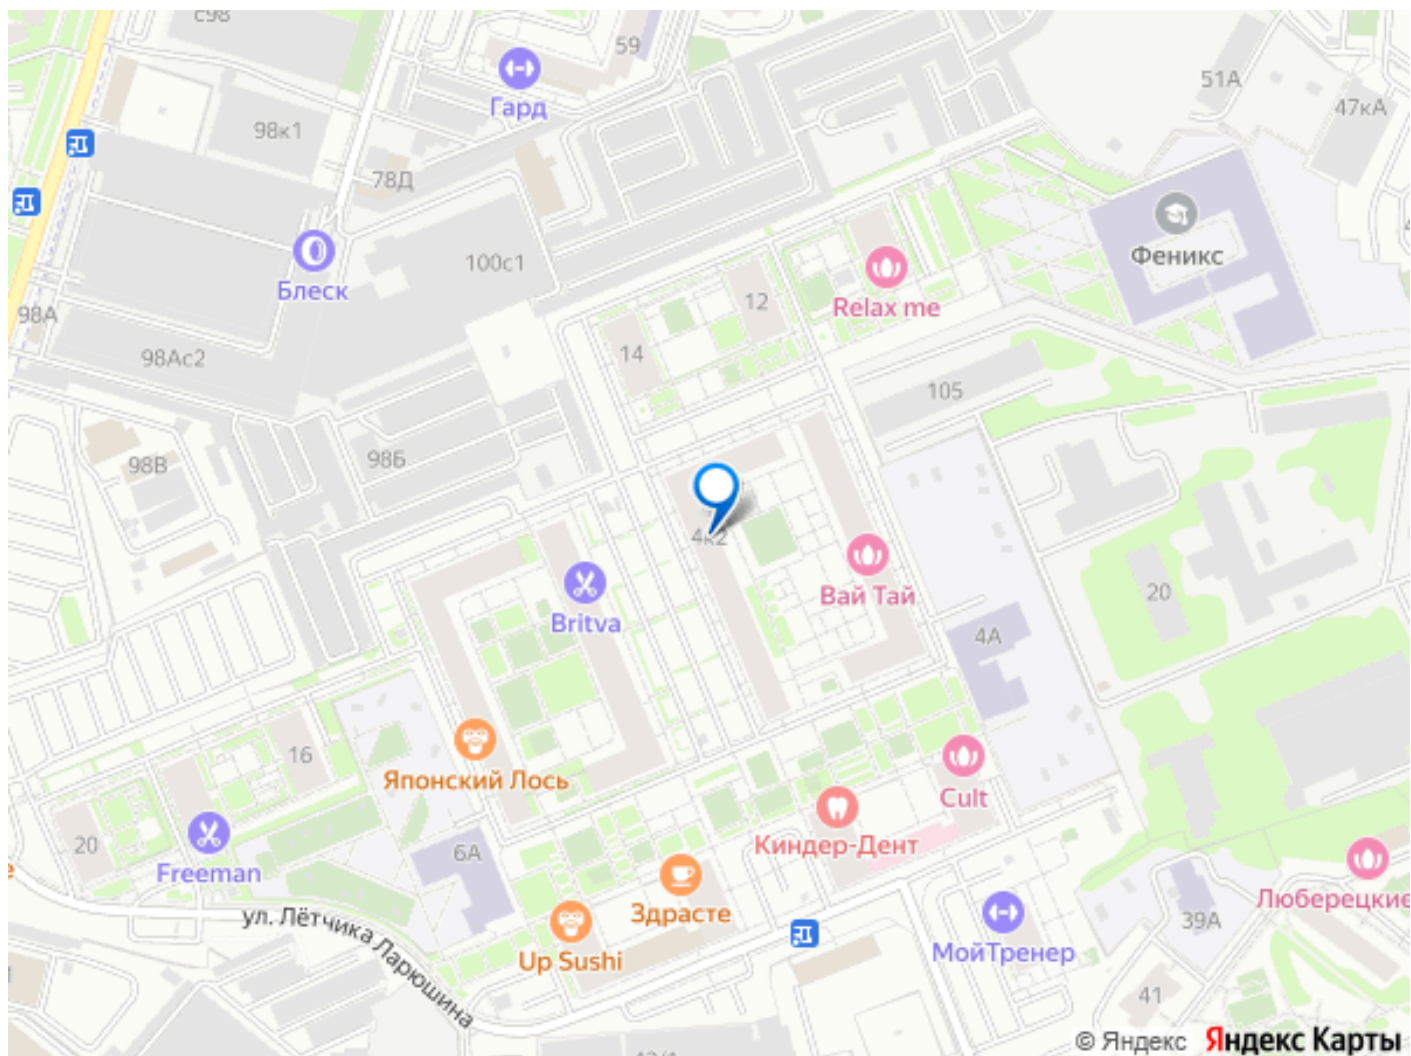 с98
59
51А
Гард
47кА
98к1
78Д
Феникс
100с1
Блеск
12
Relax me
98А
14
98Ас2
105
98Б
98В
4к2
Вай Тай
20
Britva
4А
16
Японский Лось
Cult
20
6А
Киндер-Дент
Freeman
Здрасте
Люберецкие
ул. Лётчика Ларюшина
39А
МойТренер
Up Sushi
41
© Яндекс Яндекс Карты